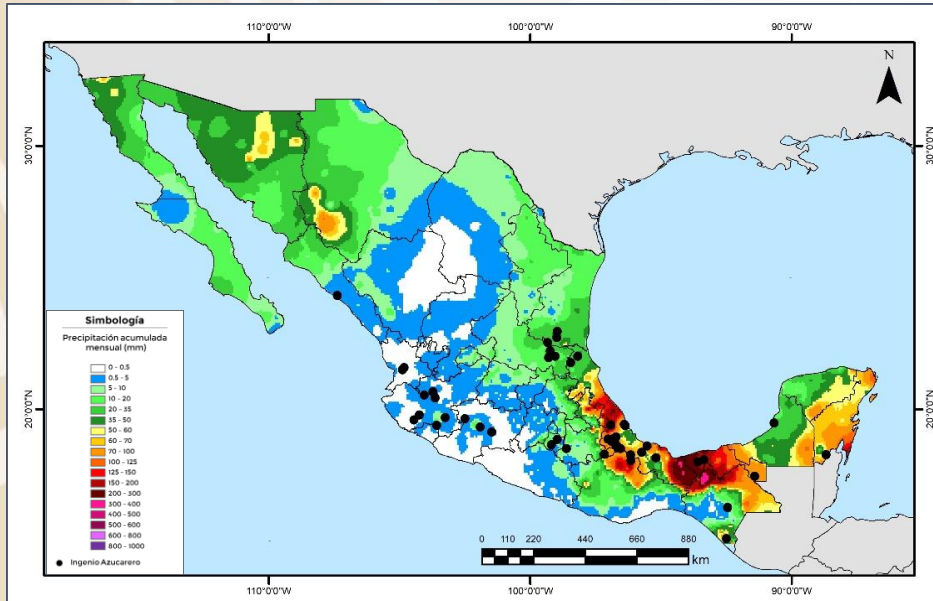 110°0'0"W 100°0'0"W 90°0'0"W
N
30°0'0"N 30°0'0"N
20°0'0"N 20°0'0"N
Simbología
Precipitación acumulada
mensual (mm)
0 - 0.5
0.5 - 5
5 - 10
10 - 20
20 - 35
35 - 50
50 - 60
60 - 70
70 - 100
100 - 125
125 - 150
150 - 200
200 - 300
300 - 400
400 - 500
500 - 600
600 - 800
800 - 1000
Ingenio Azucarero
0 110 220 440 660 880
km
110°0'0"W 100°0'0"W 90°0'0"W